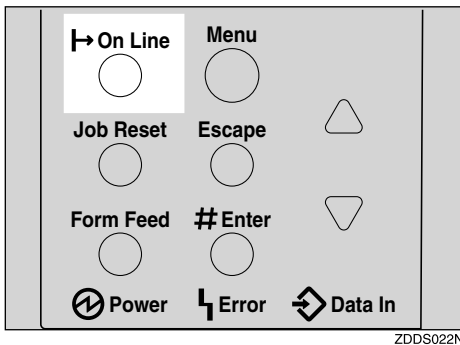 On Line Menu
Job Reset Escape
Form Feed # Enter
Power Error Data In
ZDDS022N